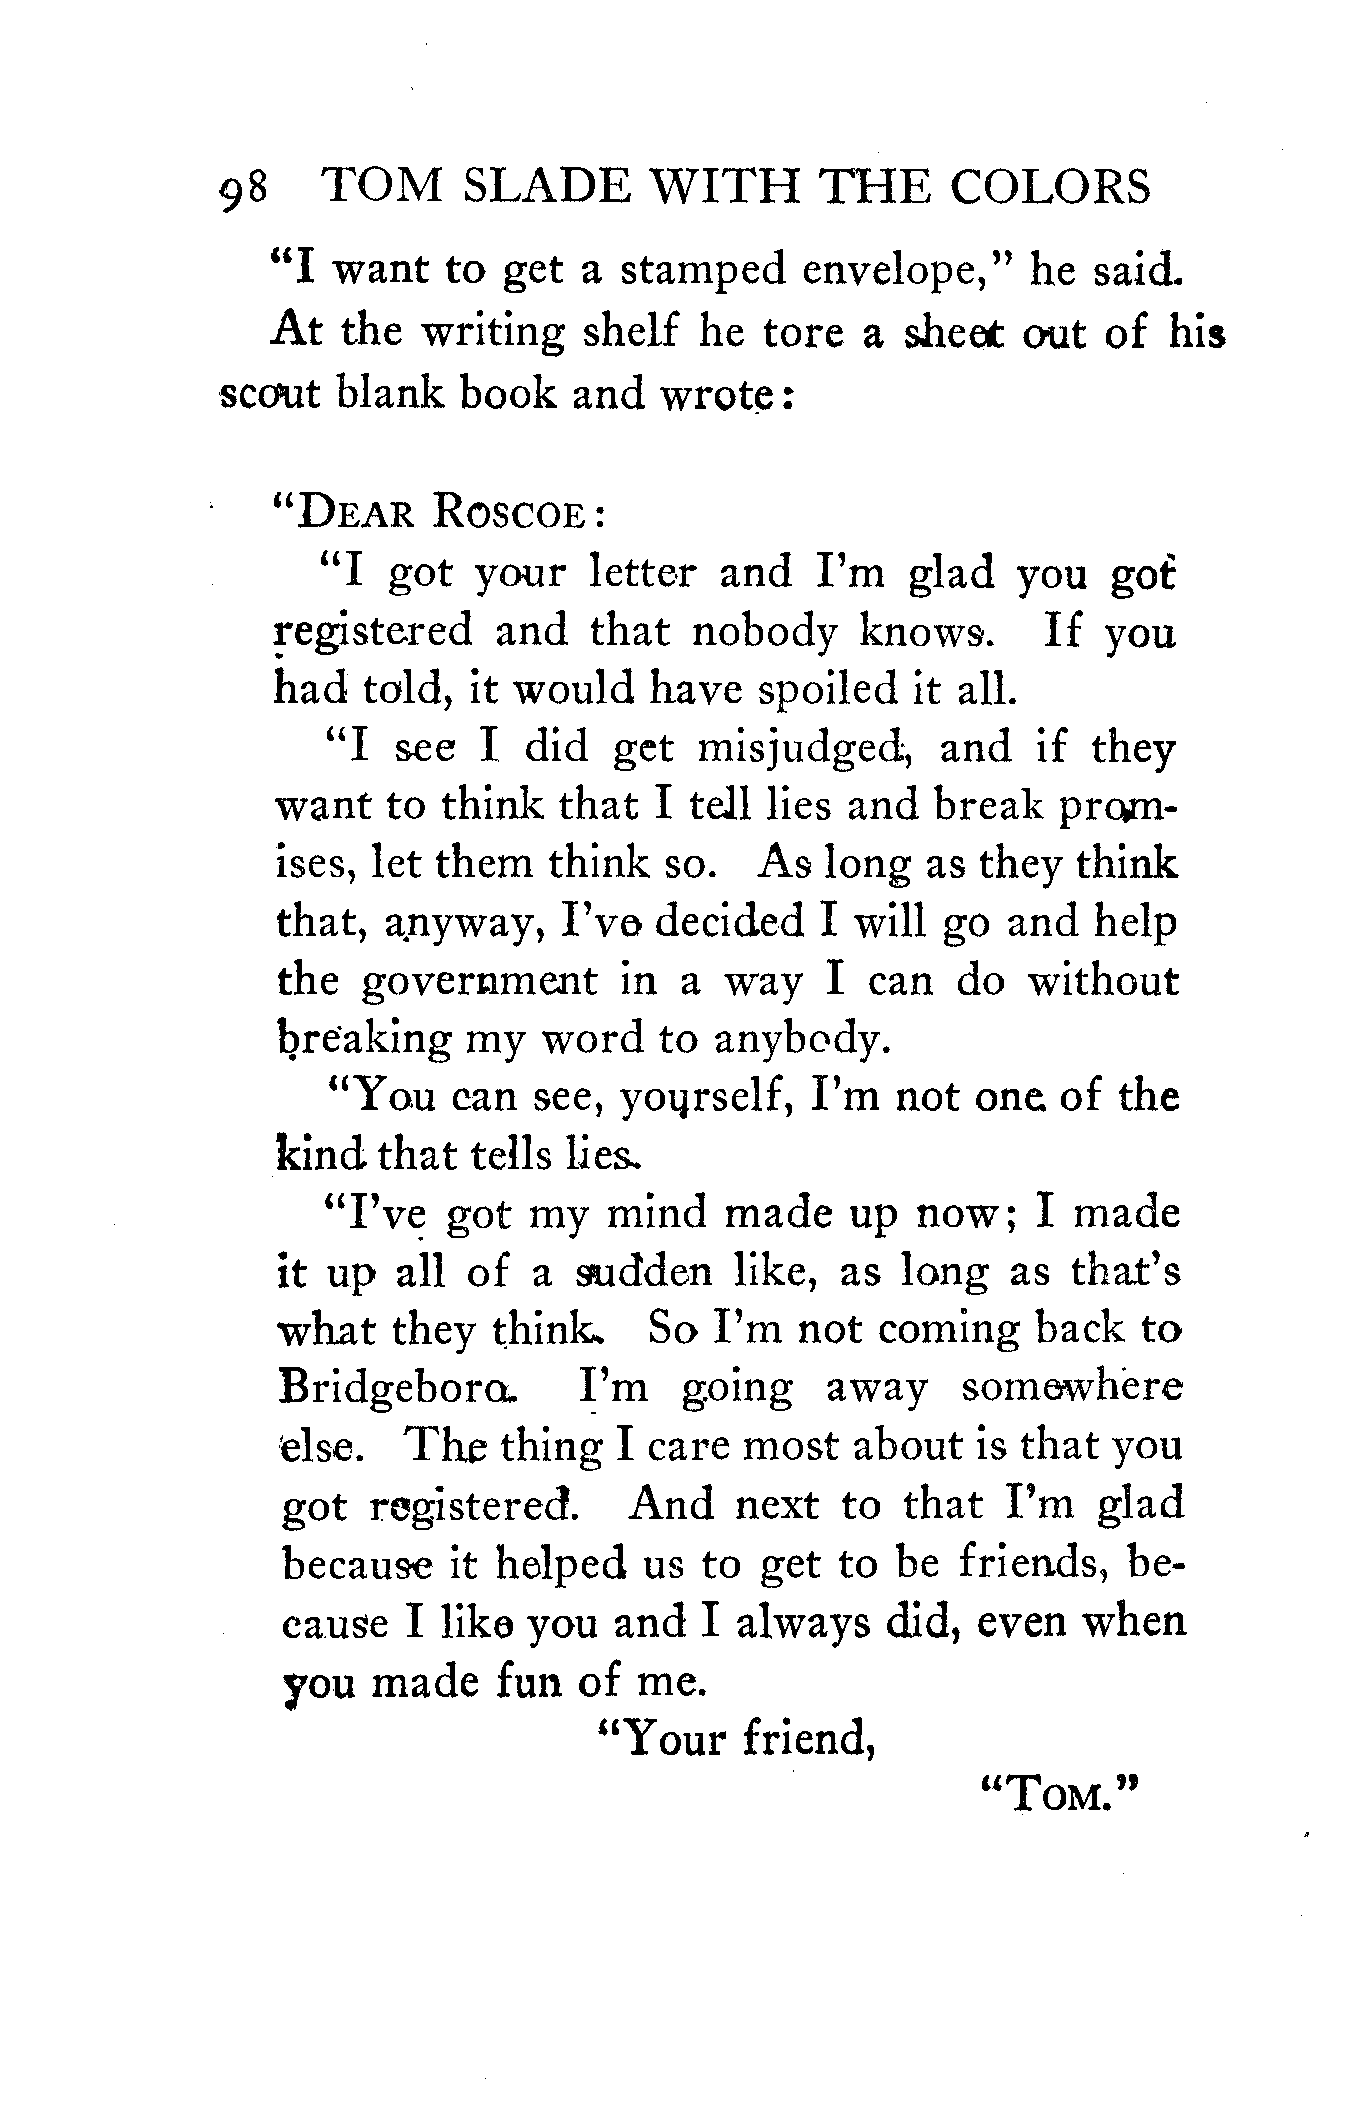 98 TOM SLADE WITH THE COLORS
“I want to get a stamped envelope,” he said.
At the writing shelf he tore a sheet out of his
scout blank book and wrote:
“DEAR ROSCOE:
“I got your letter and I’m glad you got
registered and that nobody knows. If you
had told, it would have spoiled it all.
“I see I did get misjudged, and if they
want to think that I tell lies and break prom-
ises, let them think so. As long as they think
that, anyway, I’ve decided I will go and help
the government in a way I can do without
breaking my word to anybody.
“You can see, yourself, I’m not one of the
kind that tells lies.
“I’ve got my mind made up now; I made
it up all of a sudden like, as long as that’s
what they think. So I’m not coming back to
Bridgeboro. I’m going away somewhere
else. The thing I care most about is that you
got registered. And next to that I’m glad
because it helped us to get to be friends, be-
cause I like you and I always did, even when
you made fun of me.
“Your friend,
“TOM.”